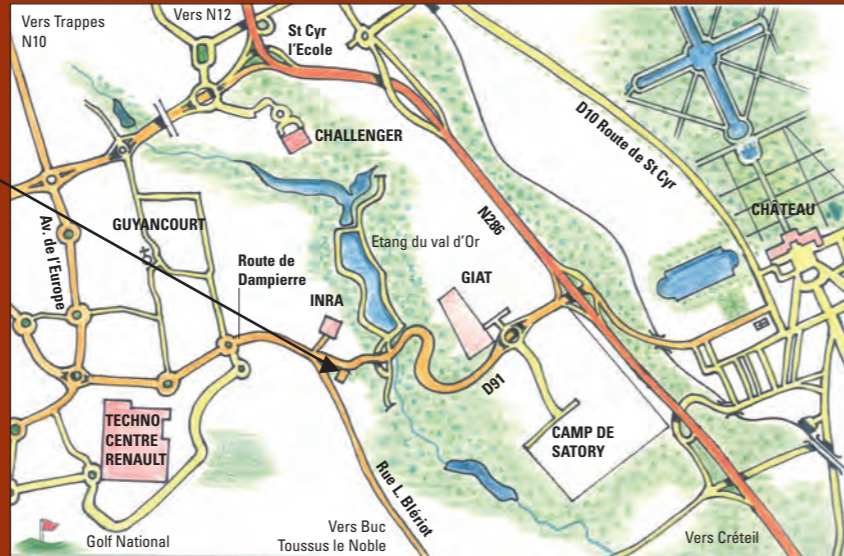 Vers Trappes
N10
Vers N12
St Cyr
l'Ecole
CHALLENGER
D10 Route de St Cyr
CHÂTEAU
GUYANCOURT
Av. de l'Europe
Route de
Dampierre
Etang du val d'Or
N286
INRA
GIAT
D91
TECHNO
CENTRE
RENAULT
CAMP DE
SATORY
Rue L. Blériot
Golf National
Vers Buc
Toussus le Noble
Vers Créteil